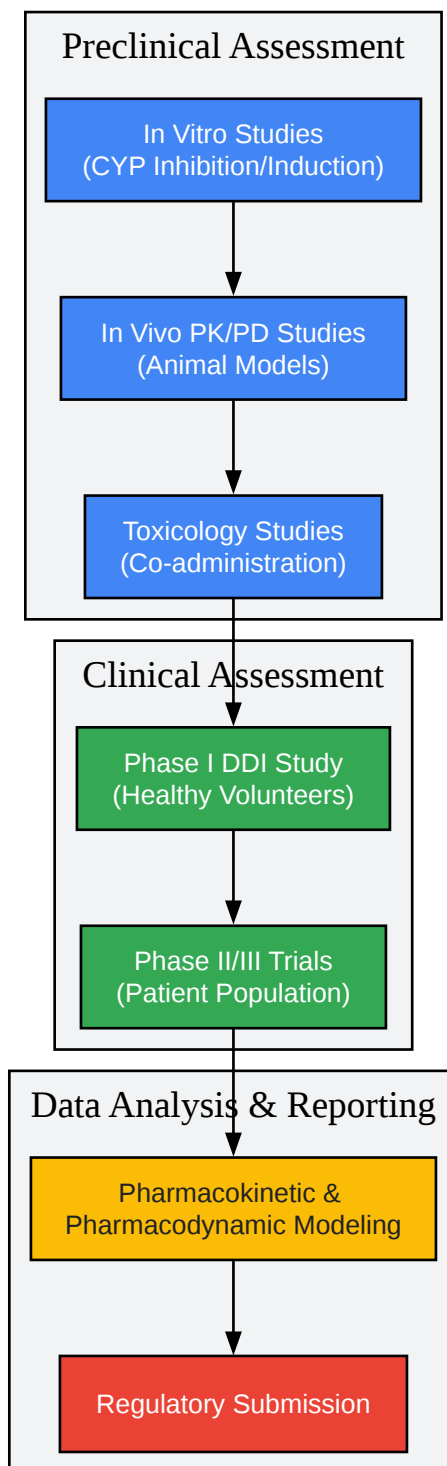 Preclinical Assessment
In Vitro Studies
(CYP Inhibition/Induction)
In Vivo PK/PD Studies
(Animal Models)
Toxicology Studies
(Co-administration)
Clinical Assessment
Phase I DDI Study
(Healthy Volunteers)
Phase II/III Trials
(Patient Population)
Data Analysis & Reporting
Pharmacokinetic &
Pharmacodynamic Modeling
Regulatory Submission